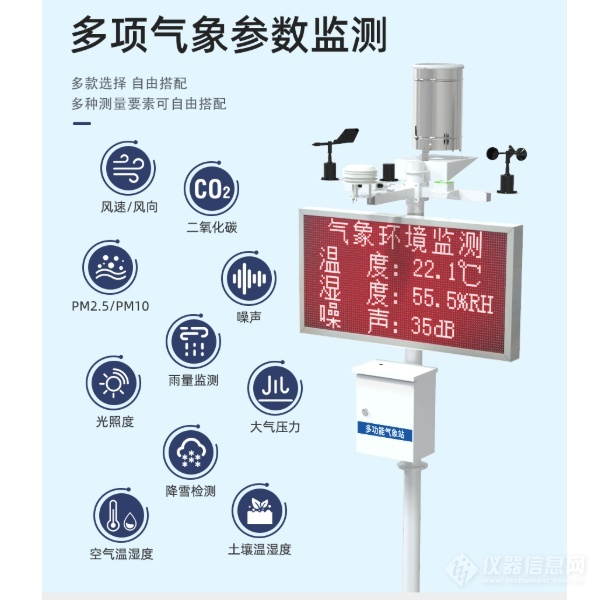 多项气象参数监测
多款选择 自由搭配
多种测量要素可自由搭配
风速/风向
CO2
二氧化碳
PM2.5/PM10
噪声
雨量监测
光照度
大气压力
降雪检测
空气温湿度
土壤温湿度
气象环境监测
温 度:22.1℃
湿 度:55.5%RH
噪 声:35dB
多功能气象站
仪器信息网